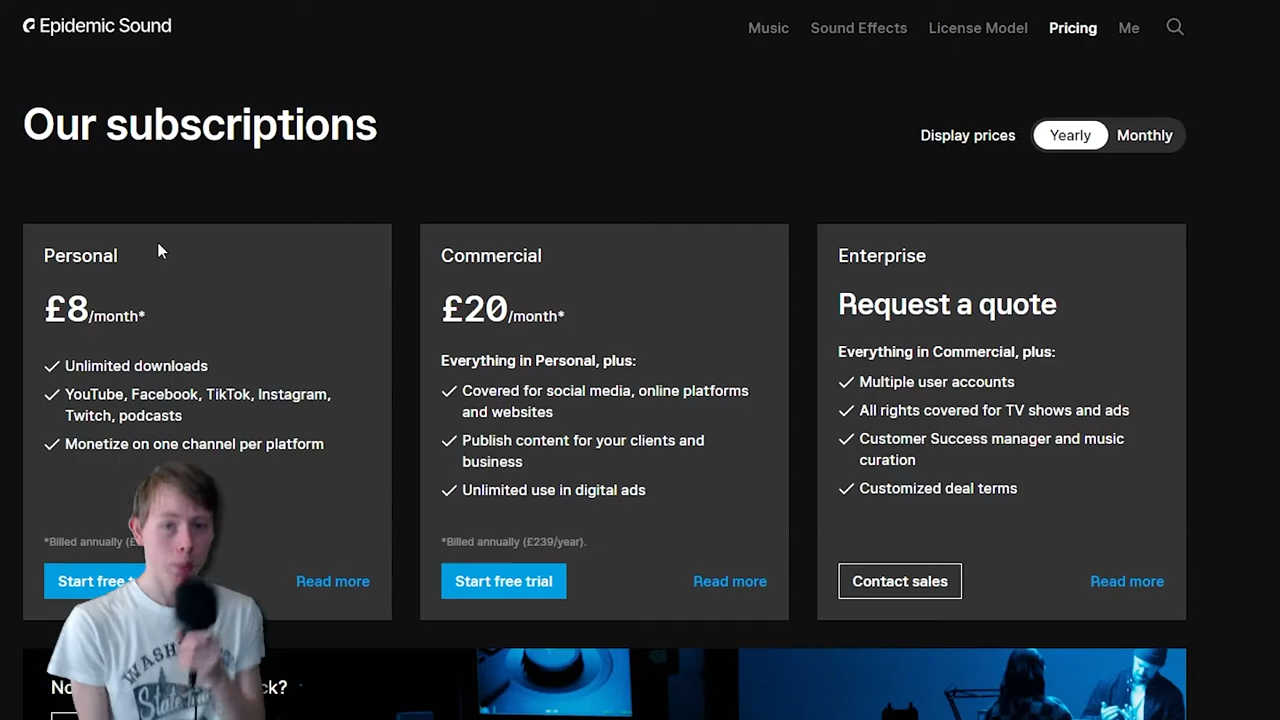 Epidemic Sound
Music
Sound Effects
License Model
Pricing
Me
Our subscriptions
Display prices
Yearly
Monthly
Personal
£8/month*
Unlimited downloads
YouTube, Facebook, TikTok, Instagram,
Twitch, podcasts
Monetize on one channel per platform
*Billed annually
Start free
Read more
Commercial
£20/month*
Everything in Personal, plus:
Covered for social media, online platforms
and websites
Publish content for your clients and
business
Unlimited use in digital ads
*Billed annually (£239/year).
Start free trial
Read more
Enterprise
Request a quote
Everything in Commercial, plus:
Multiple user accounts
All rights covered for TV shows and ads
Customer Success manager and music
curation
Customized deal terms
Contact sales
Read more